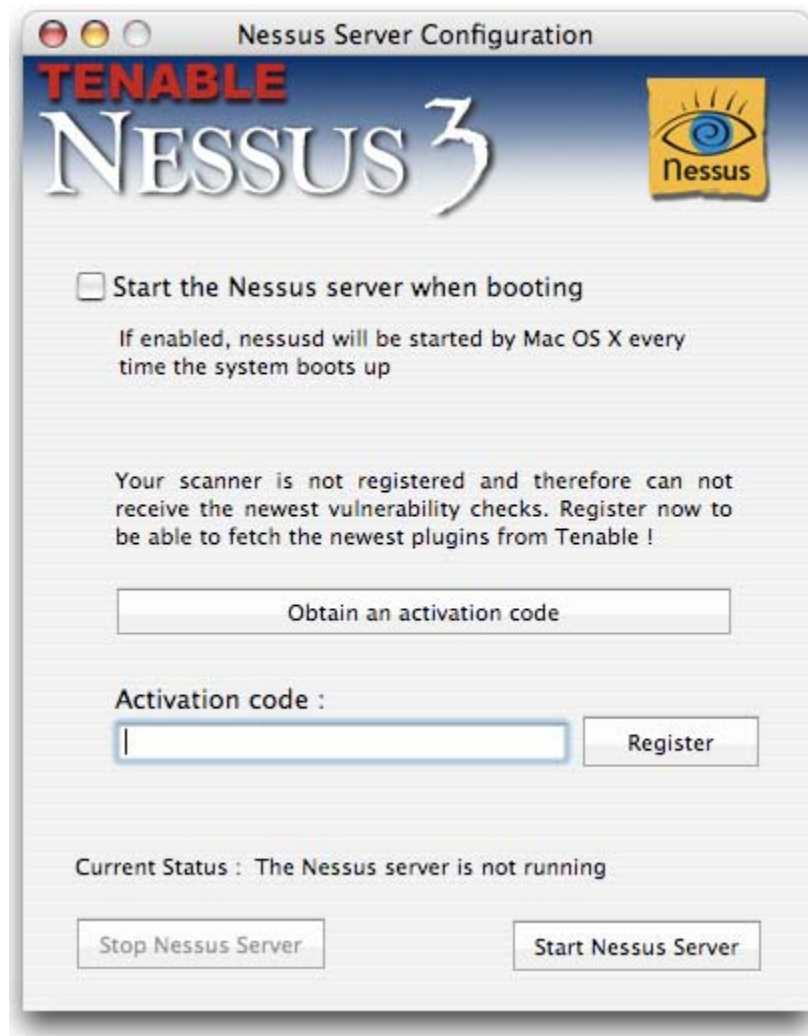 Nessus Server Configuration
TENABLE
NESSUS 3
Nessus
Start the Nessus server when booting
If enabled, nessusd will be started by Mac OS X every
time the system boots up
Your scanner is not registered and therefore can not
receive the newest vulnerability checks. Register now to
be able to fetch the newest plugins from Tenable !
Obtain an activation code
Activation code :
Register
Current Status : The Nessus server is not running
Stop Nessus Server
Start Nessus Server